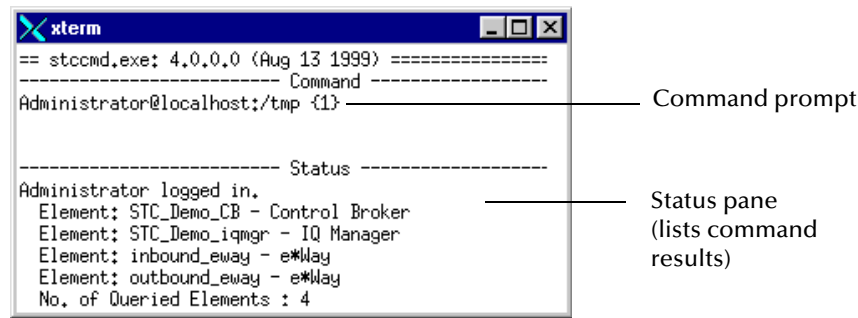 xterm
== stccmd.exe: 4.0.0.0 (Aug 13 1999) ================
--------------------------- Command ------------------
Administrator@localhost:/tmp {1}
Command prompt
--------------------------- Status -------------------
Administrator logged in.
Element: STC_Demo_CB - Control Broker
Element: STC_Demo_iqmgr - IQ Manager
Element: inbound_eway - e*Way
Element: outbound_eway - e*Way
No. of Queried Elements : 4
Status pane
(lists command
results)